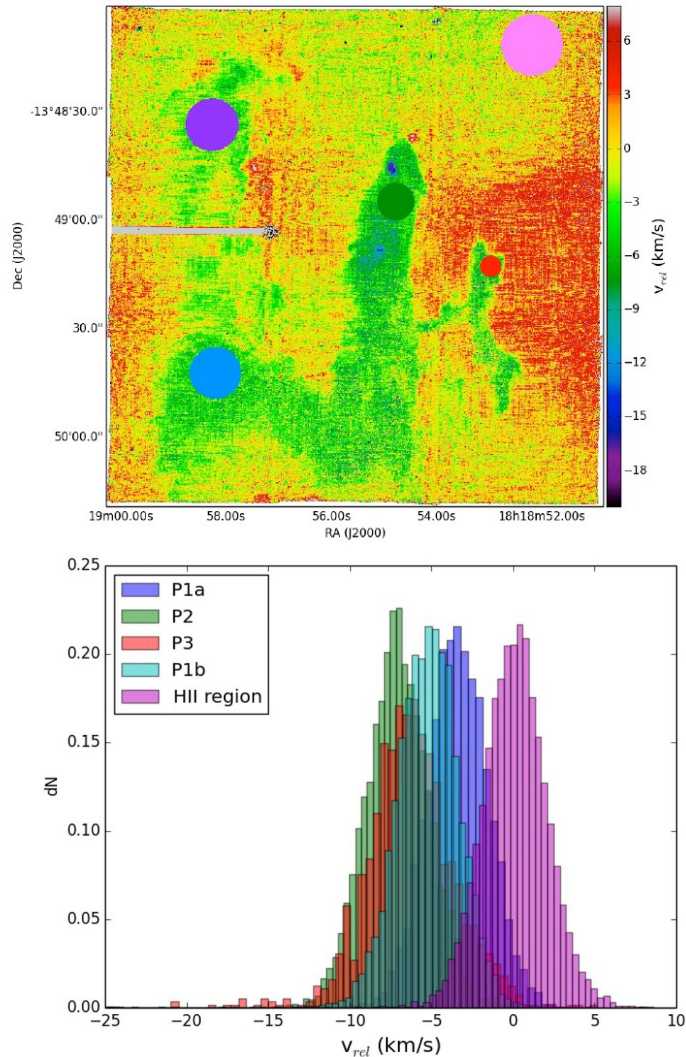 6
3
0
−3
−6
−9
−12
−15
−18
v_rel (km/s)
-13°48'30.0"
49'00.0"
30.0"
50'00.0"
Dec (J2000)
19m00.00s 58.00s 56.00s 54.00s 18h18m52.00s
RA (J2000)
0.25
0.20
0.15
0.10
0.05
0.00
dN
P1a
P2
P3
P1b
HII region
−25 −20 −15 −10 −5 0 5 10
v_rel (km/s)